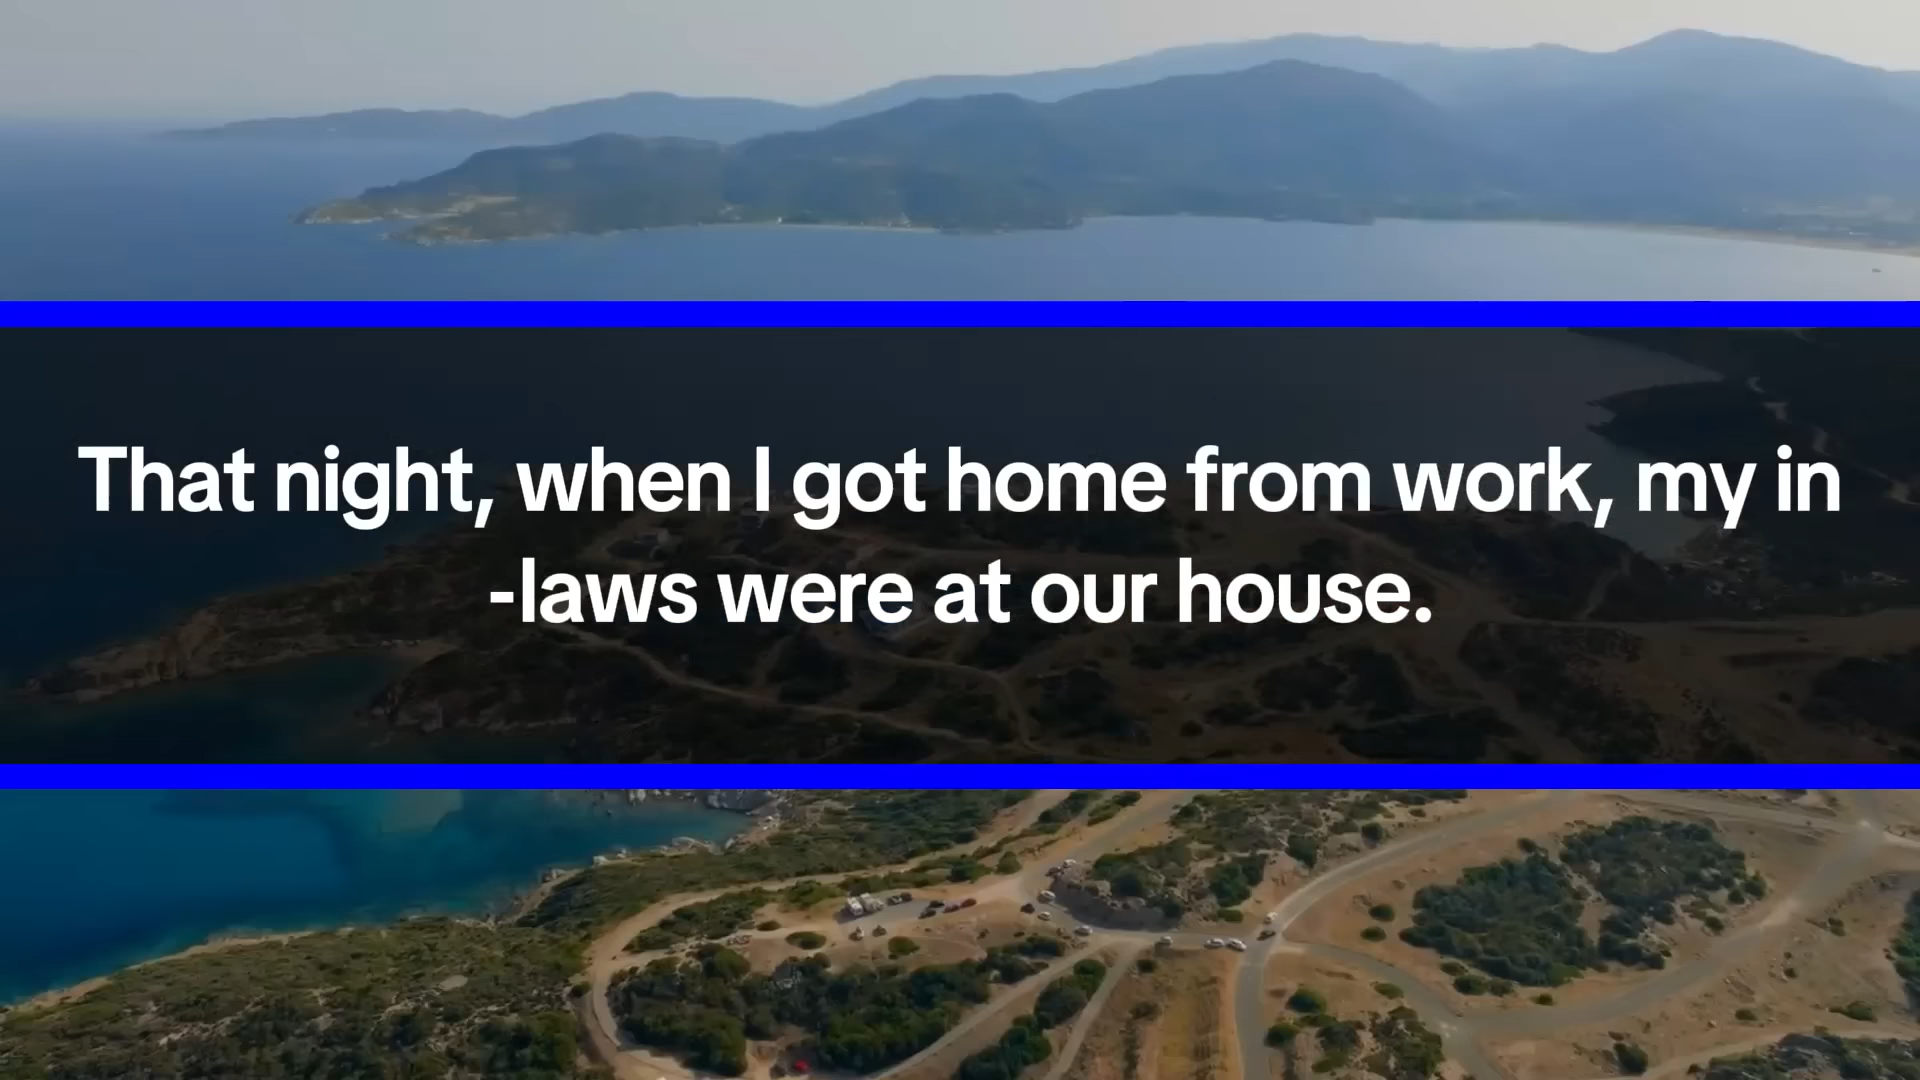 That night, when I got home from work, my in
-laws were at our house.